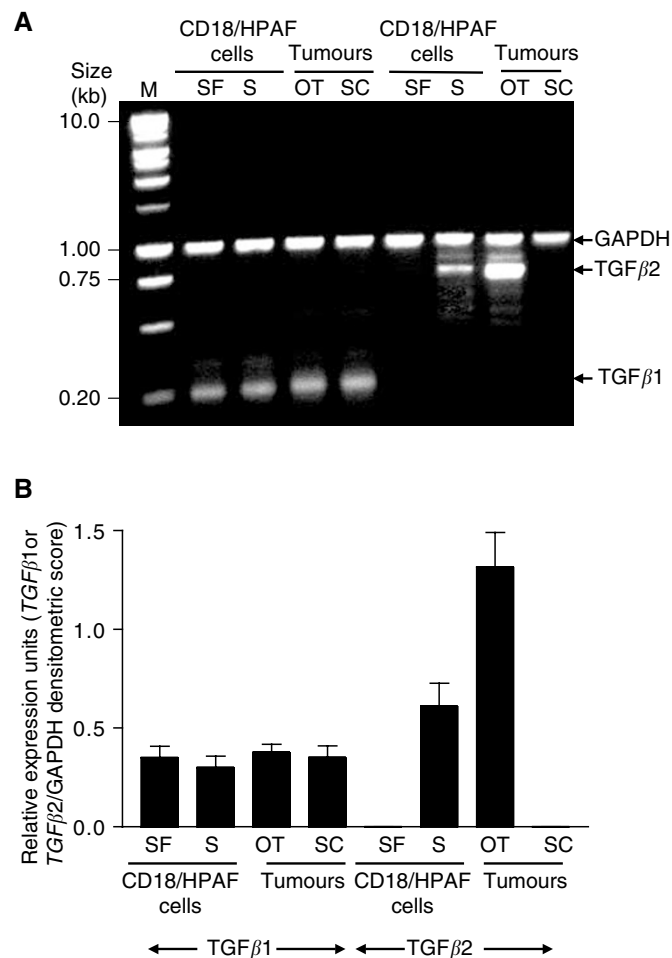 A
CD18/HPAF cells
Tumours
CD18/HPAF cells
Tumours
Size (kb)
M
SF
S
OT
SC
SF
S
OT
SC
10.0
1.00
0.75
0.20
GAPDH
TGFβ2
TGFβ1
B
Relative expression units (TGFβ1or
TGFβ2/GAPDH densitometric score)
1.5
1.0
0.5
0.0
SF
S
OT
SC
SF
S
OT
SC
CD18/HPAF cells
Tumours
CD18/HPAF cells
Tumours
TGFβ1
TGFβ2